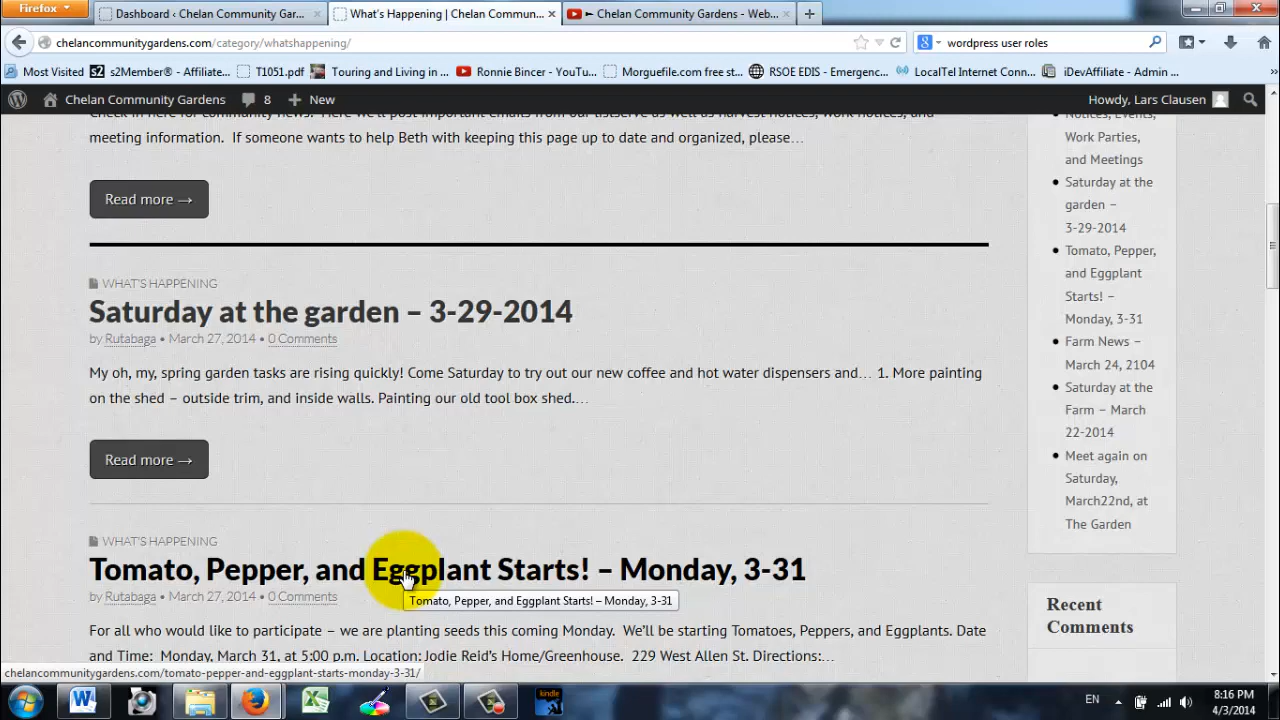 Firefox
Dashboard ‹ Chelan Community Gar...
What's Happening | Chelan Commun...
► Chelan Community Gardens - Web...
chelancommunitygardens.com/category/whatshappening/
wordpress user roles
Most Visited
s2Member® - Affiliate...
T1051.pdf
Touring and Living in ...
Ronnie Bincer - YouTu...
Morguefile.com free st...
RSOE EDIS - Emergenc...
LocalTel Internet Conn...
iDevAffiliate - Admin ...
Chelan Community Gardens
8
New
Howdy, Lars Clausen
Check in here for community news. Here we'll post important emails from our listserve as well as harvest notices, work notices, and
meeting information. If someone wants to help Beth with keeping this page up to date and organized, please…
Read more →
WHAT'S HAPPENING
Saturday at the garden – 3-29-2014
by Rutabaga • March 27, 2014 • 0 Comments
My oh, my, spring garden tasks are rising quickly! Come Saturday to try out our new coffee and hot water dispensers and… 1. More painting
on the shed – outside trim, and inside walls. Painting our old tool box shed.…
Read more →
WHAT'S HAPPENING
Tomato, Pepper, and Eggplant Starts! – Monday, 3-31
by Rutabaga • March 27, 2014 • 0 Comments
Tomato, Pepper, and Eggplant Starts! – Monday, 3-31
For all who would like to participate – we are planting seeds this coming Monday. We'll be starting Tomatoes, Peppers, and Eggplants. Date
and Time: Monday, March 31, at 5:00 p.m. Location: Jodie Reid's Home/Greenhouse. 229 West Allen St. Directions:…
Notices, Events,
Work Parties,
and Meetings
Saturday at the
garden –
3-29-2014
Tomato, Pepper,
and Eggplant
Starts! –
Monday, 3-31
Farm News –
March 24, 2104
Saturday at the
Farm – March
22-2014
Meet again on
Saturday,
March22nd, at
The Garden
Recent
Comments
chelancommunitygardens.com/tomato-pepper-and-eggplant-starts-monday-3-31/
kindle
EN
8:16 PM
4/3/2014